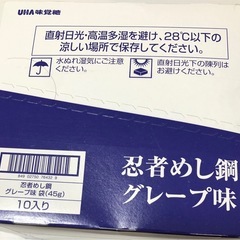 UHA味覚糖
直射日光・高温多湿を避け、28℃以下の
涼しい場所で保存してください。
水ぬれ湿気にご注意
ください
直射日光下での陳列は
お避けください
忍者めし鋼
グレープ味 袋(45g)
10入り
忍者めし鋼
グレープ味